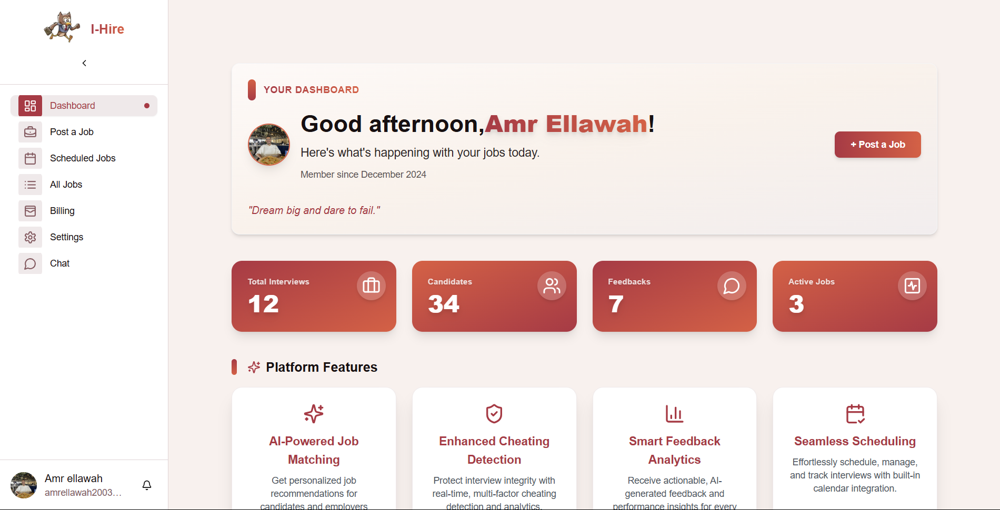 I-Hire
Dashboard
Post a Job
Scheduled Jobs
All Jobs
Billing
Settings
Chat
Amr ellawah
amrellawah2003...
YOUR DASHBOARD
Good afternoon,Amr Ellawah!
Here's what's happening with your jobs today.
Member since December 2024
+ Post a Job
"Dream big and dare to fail."
Total Interviews
12
Candidates
34
Feedbacks
7
Active Jobs
3
Platform Features
AI-Powered Job
Matching
Get personalized job
recommendations for
candidates and employers
Enhanced Cheating
Detection
Protect interview integrity with
real-time, multi-factor cheating
detection and analytics.
Smart Feedback
Analytics
Receive actionable, AI-
generated feedback and
performance insights for every
Seamless Scheduling
Effortlessly schedule, manage,
and track interviews with built-in
calendar integration.